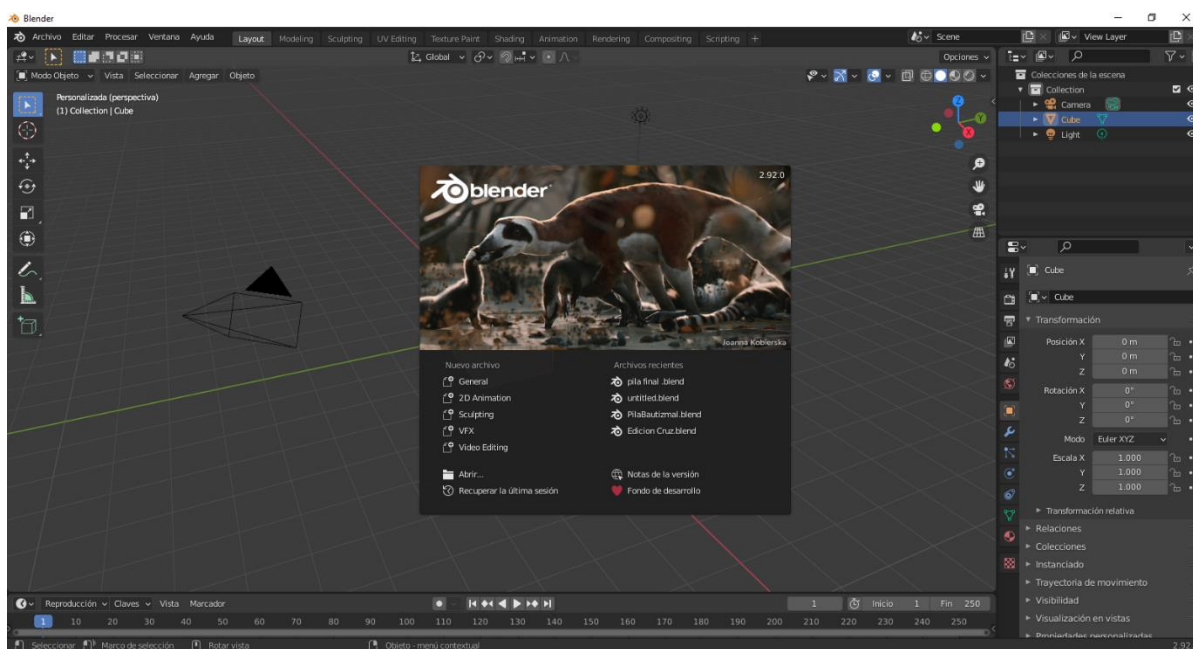 Blender
Archivo Editar Procesar Ventana Ayuda Layout Modeling Sculpting UV Editing Texture Paint Shading Animation Rendering Compositing Scripting + Scene View Layer
Global Opciones
Modo Objeto Vista Seleccionar Agregar Objeto
Personalizada (perspectiva)
(1) Collection | Cube
Z
Y
X
Colecciones de la escena
Collection
Camera
Cube
Light
blender
2.92.0
Joanna Kobierska
Nuevo archivo
General
2D Animation
Sculpting
VFX
Video Editing
Abrir...
Recuperar la última sesión
Archivos recientes
pila final .blend
untitled.blend
PilaBautizmal.blend
Edicion Cruz.blend
Notas de la versión
Fondo de desarrollo
Cube
Cube
Transformación
Posición X 0 m
Y 0 m
Z 0 m
Rotación X 0°
Y 0°
Z 0°
Modo Euler XYZ
Escala X 1.000
Y 1.000
Z 1.000
Transformación relativa
Relaciones
Colecciones
Instanciado
Trayectoria de movimiento
Visibilidad
Visualización en vistas
Propiedades personalizadas
Reproducción Claves Vista Marcador 1 Inicio 1 Fin 250
1 10 20 30 40 50 60 70 80 90 100 110 120 130 140 150 160 170 180 190 200 210 220 230 240 250
Seleccionar Marco de selección Rotar vista Objeto - menú contextual 2.92